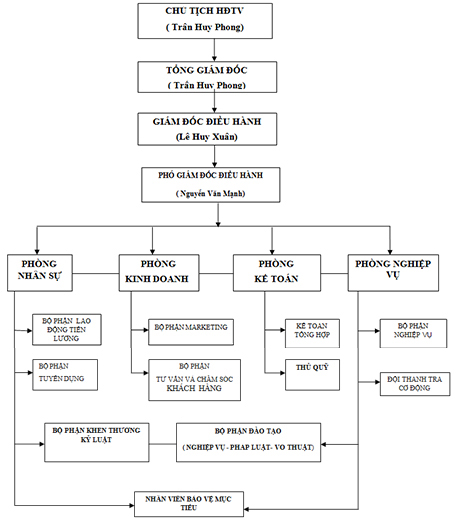 CHỦ TỊCH HĐTV
( Trần Huy Phong)
TỔNG GIÁM ĐỐC
( Trần Huy Phong)
GIÁM ĐỐC ĐIỀU HÀNH
(Lê Huy Xuân)
PHÓ GIÁM ĐỐC ĐIỀU HÀNH
( Nguyễn Văn Mạnh)
PHÒNG
NHÂN SỰ
PHÒNG
KINH DOANH
PHÒNG
KẾ TOÁN
PHÒNG NGHIỆP
VỤ
BỘ PHẬN LAO
ĐỘNG TIỀN
LƯƠNG
BỘ PHẬN MARKETING
KẾ TOÁN
TỔNG HỢP
BỘ PHẬN
NGHIỆP VỤ
BỘ PHẬN
TUYỂN DỤNG
BỘ PHẬN
TƯ VẤN VÀ CHĂM SÓC
KHÁCH HÀNG
THỦ QUỸ
ĐỘI THANH TRA
CƠ ĐỘNG
BỘ PHẬN KHEN THƯỞNG
KỶ LUẬT
BỘ PHẬN ĐÀO TẠO
( NGHIỆP VỤ - PHÁP LUẬT- VÕ THUẬT)
NHÂN VIÊN BẢO VỆ MỤC
TIÊU